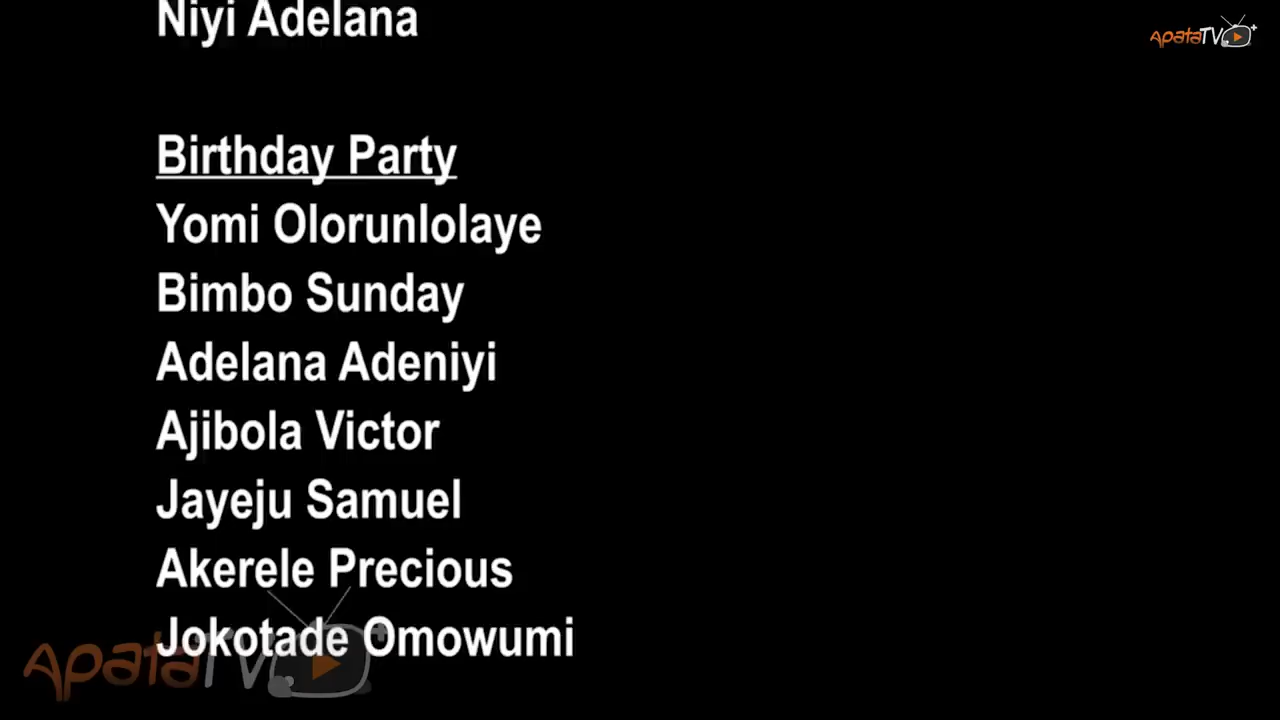 Niyi Adelana
ApataTV+
Birthday Party
Yomi Olorunlolaye
Bimbo Sunday
Adelana Adeniyi
Ajibola Victor
Jayeju Samuel
Akerele Precious
Jokotade Omowumi
ApataTV+